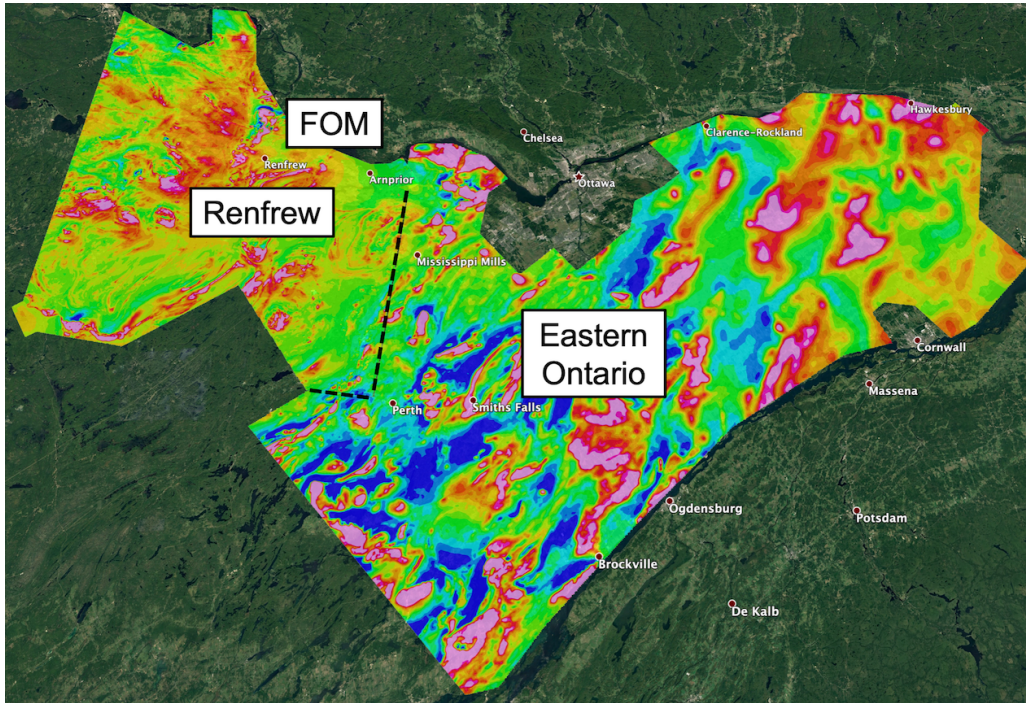 FOM
Hawkesbury
Clarence-Rockland
Chelsea
Renfrew
Arnprior
Ottawa
Renfrew
Mississippi Mills
Eastern
Ontario
Cornwall
Massena
Perth
Smiths Falls
Ogdensburg
Potsdam
Brockville
De Kalb